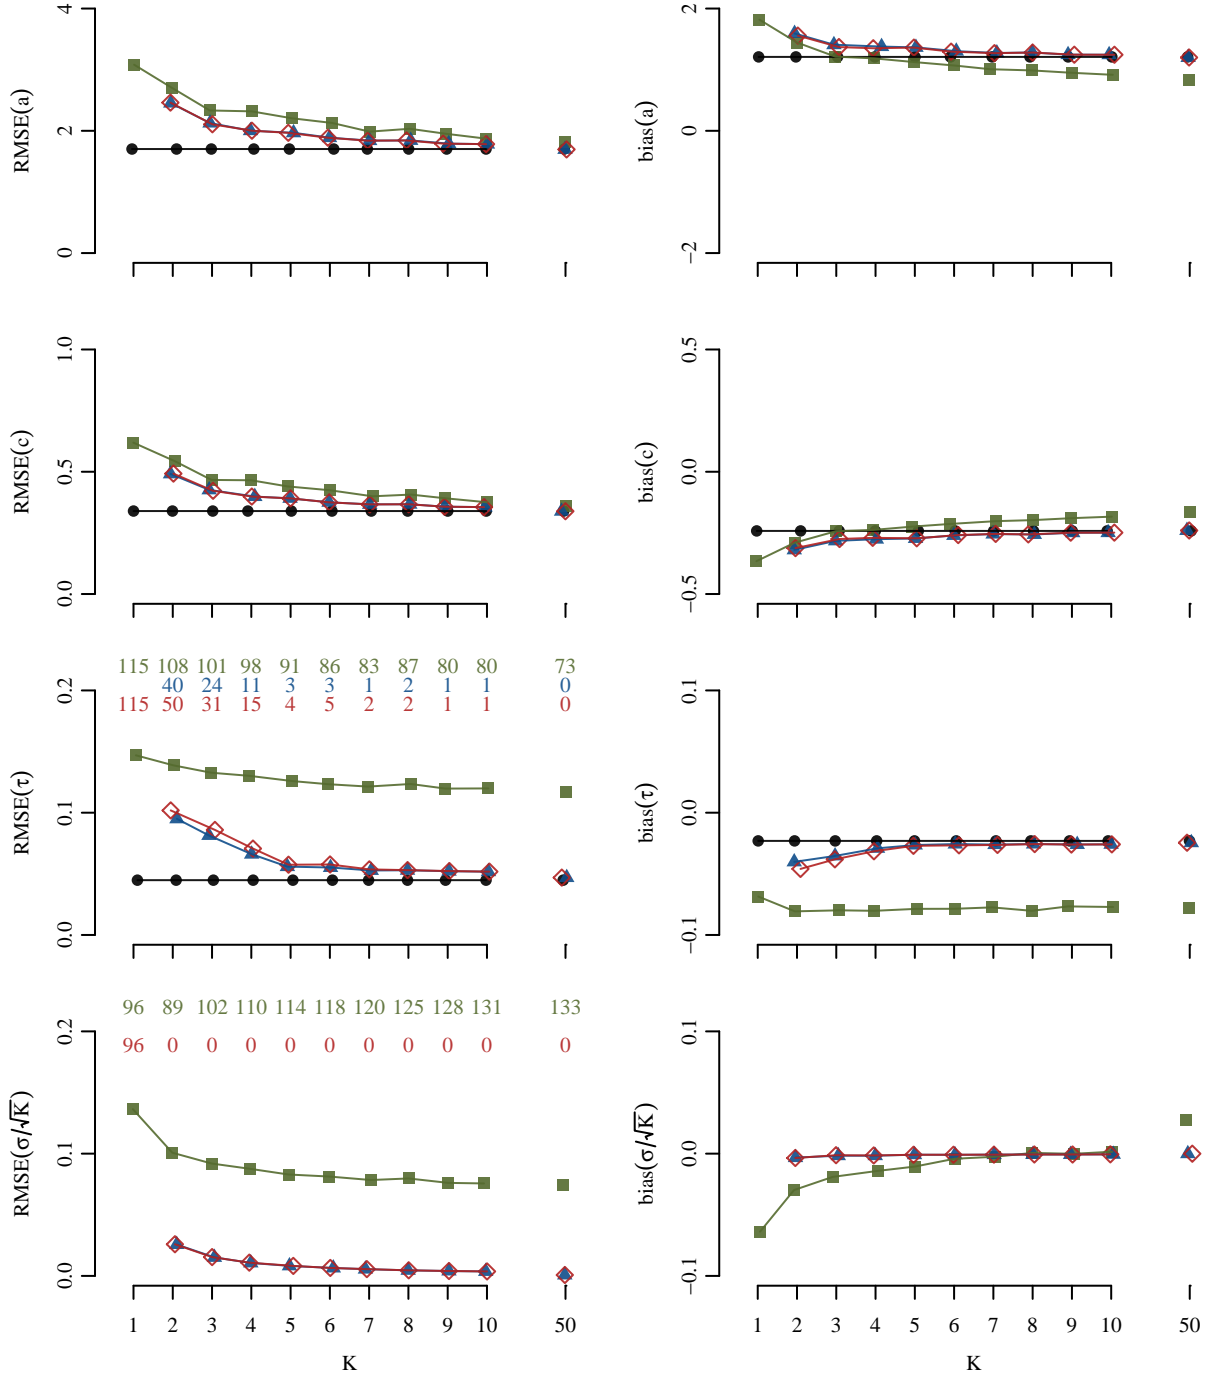 RMSE(a)
0 2 4
bias(a)
−2 0 2
RMSE(c)
0.0 0.5 1.0
bias(c)
−0.5 0.0 0.5
115 108 101 98 91 86 83 87 80 80 73
40 24 11 3 3 1 2 1 1 0
115 50 31 15 4 5 2 2 1 1 0
RMSE(τ)
0.0 0.1 0.2
bias(τ)
−0.1 0.0 0.1
96 89 102 110 114 118 120 125 128 131 133
96 0 0 0 0 0 0 0 0 0 0
RMSE(σ/√K)
0.0 0.1 0.2
1 2 3 4 5 6 7 8 9 10 50
K
bias(σ/√K)
−0.1 0.0 0.1
1 2 3 4 5 6 7 8 9 10 50
K